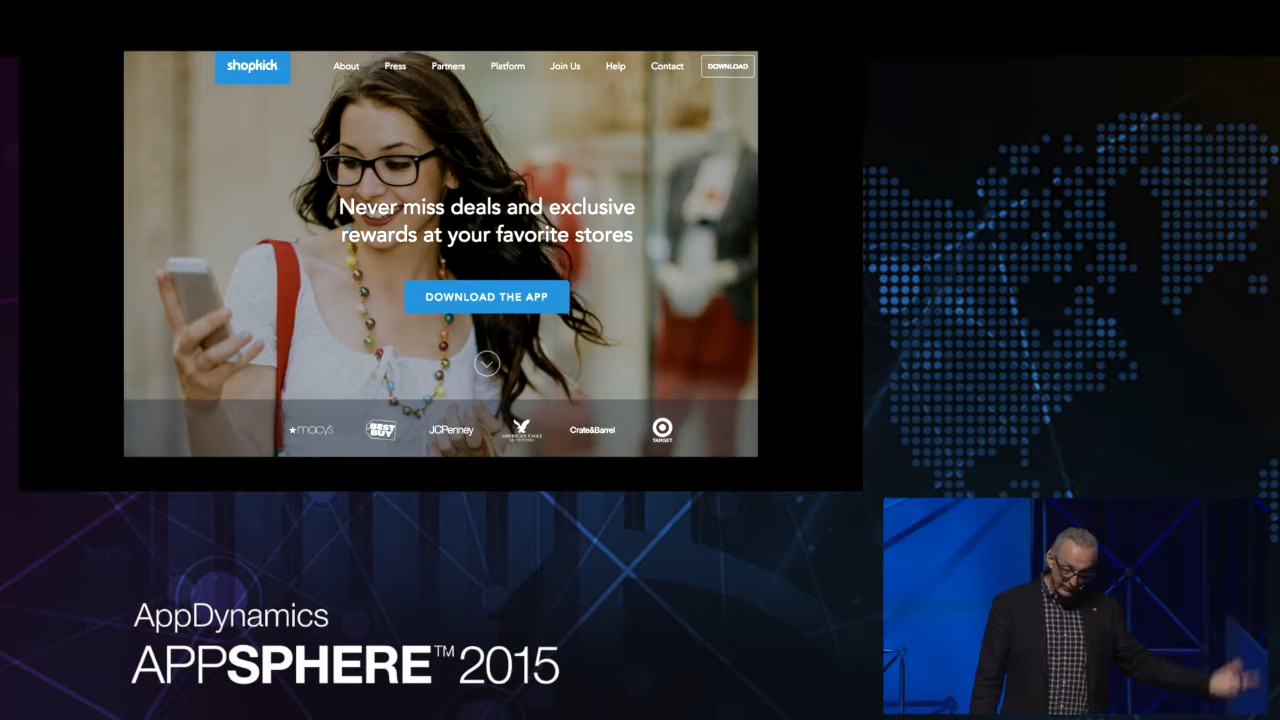 shopkick
About Press Partners Platform Join Us Help Contact DOWNLOAD
Never miss deals and exclusive
rewards at your favorite stores
DOWNLOAD THE APP
★macy's
BEST BUY
JCPenney
AMERICAN EAGLE
OUTFITTERS
Crate&Barrel
TARGET
AppDynamics
APPSPHERE™ 2015